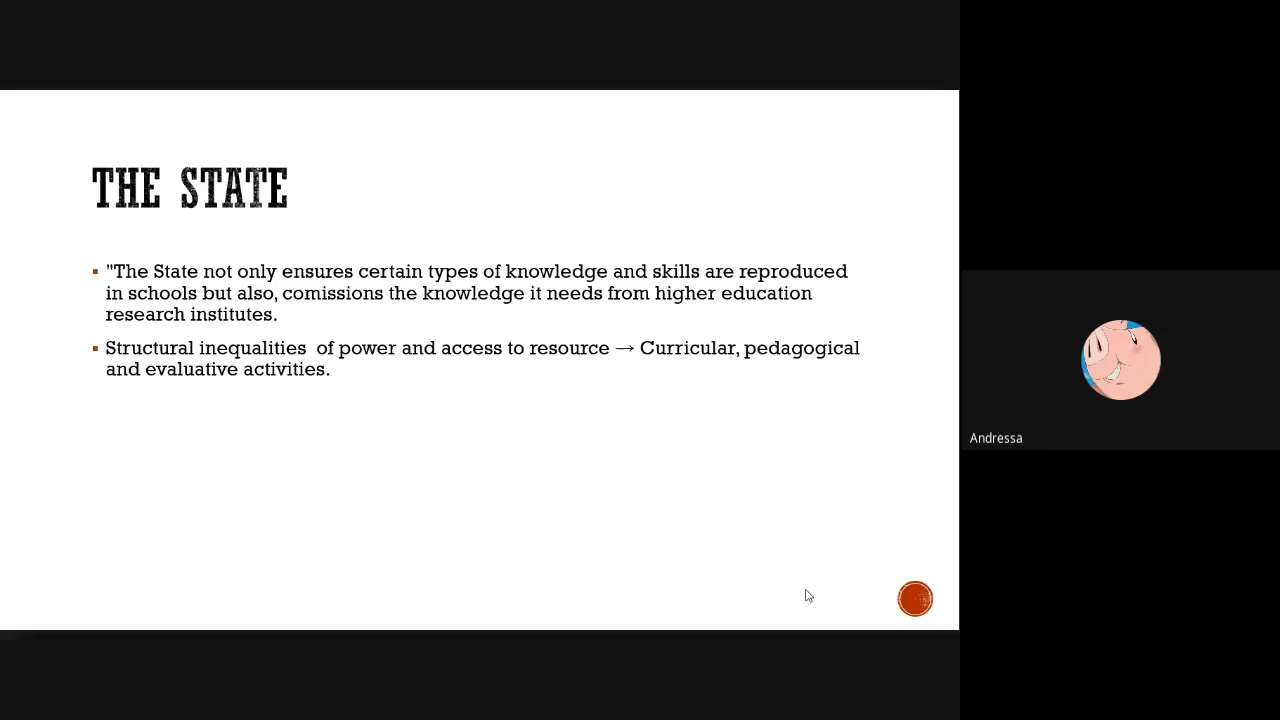 THE STATE
"The State not only ensures certain types of knowledge and skills are reproduced
in schools but also, comissions the knowledge it needs from higher education
research institutes.
Structural inequalities  of power and access to resource → Curricular, pedagogical
and evaluative activities.
Andressa